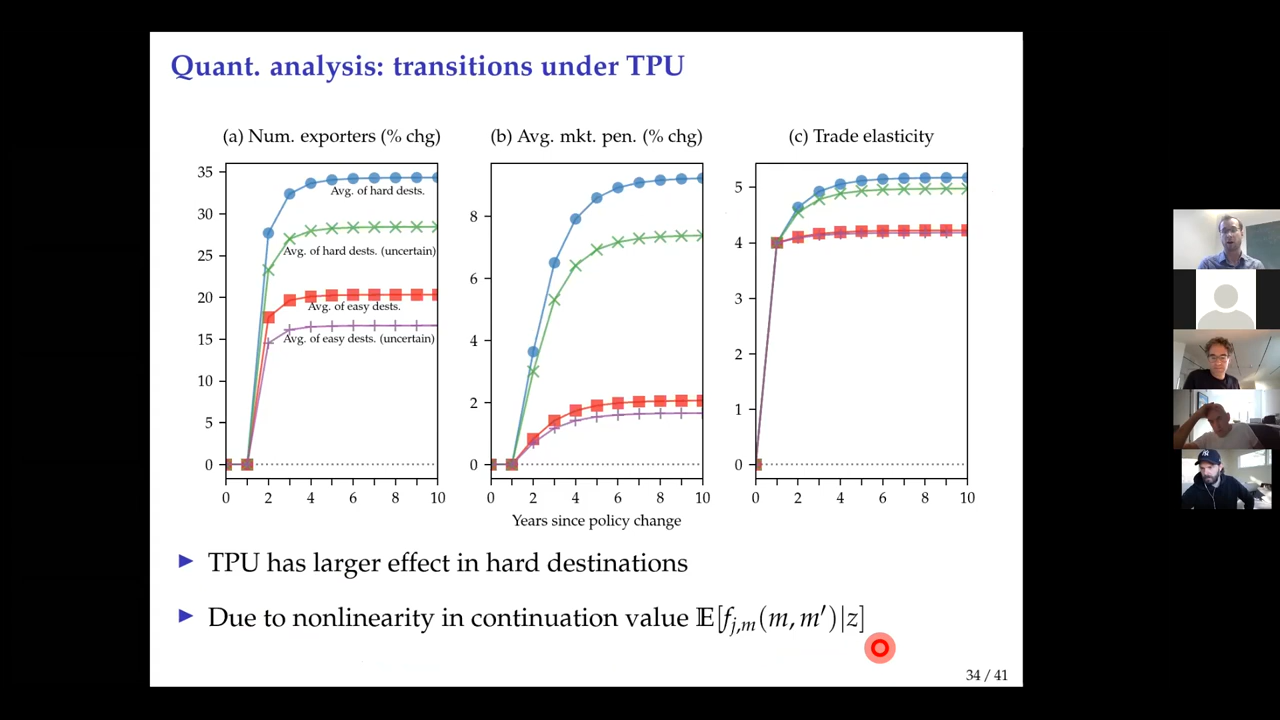 Quant. analysis: transitions under TPU
(a) Num. exporters (% chg)
35
30
25
20
15
10
5
0
0 2 4 6 8 10
Avg. of hard dests.
Avg. of hard dests. (uncertain)
Avg. of easy dests.
Avg. of easy dests. (uncertain)
(b) Avg. mkt. pen. (% chg)
8
6
4
2
0
0 2 4 6 8 10
Years since policy change
(c) Trade elasticity
5
4
3
2
1
0
0 2 4 6 8 10
▶ TPU has larger effect in hard destinations
▶ Due to nonlinearity in continuation value 𝔼[f_{j,m}(m, m′)|z]
34 / 41